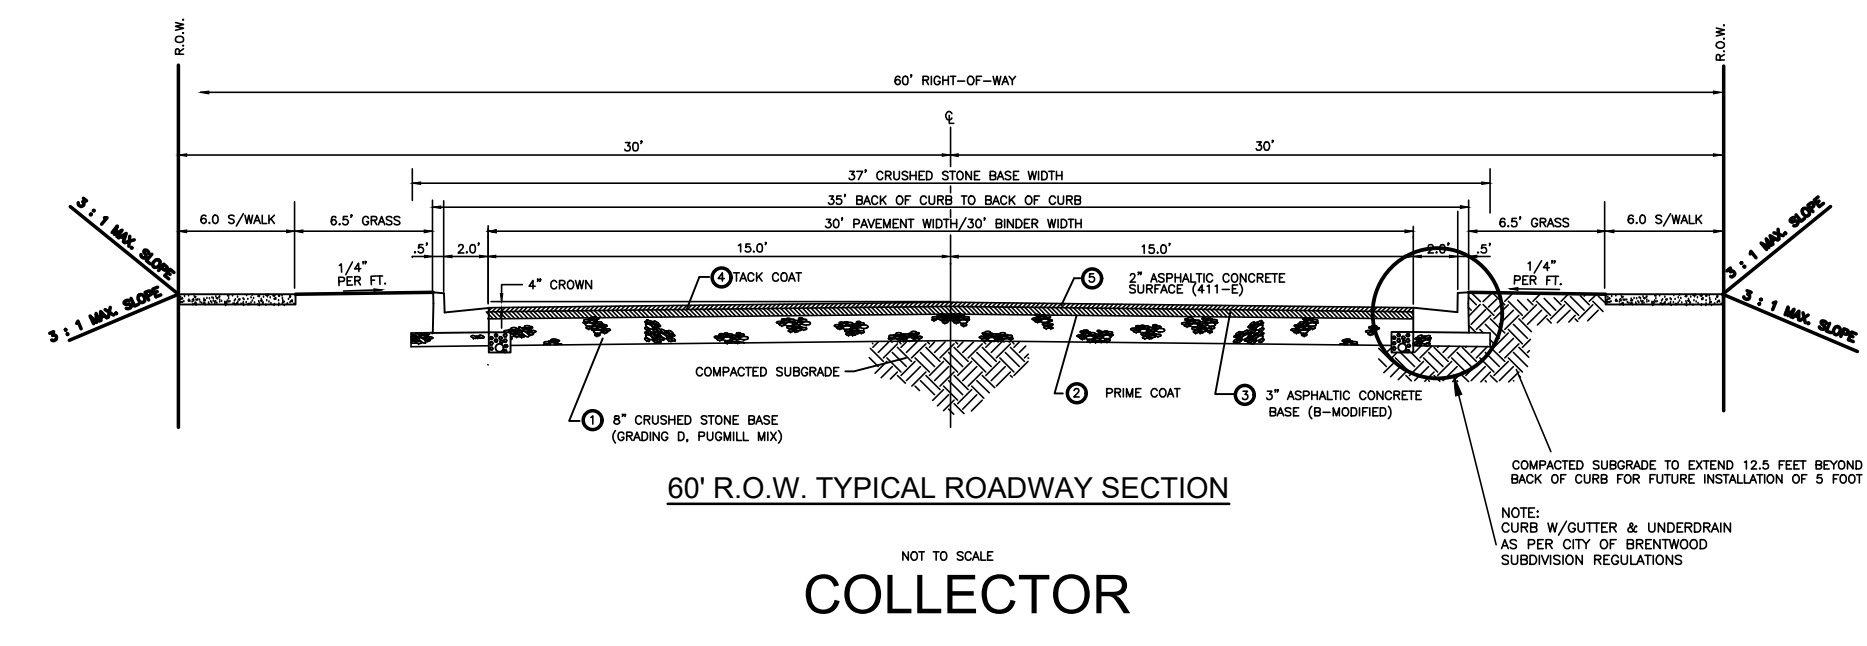 R.O.W.
R.O.W.
60' RIGHT-OF-WAY
℄
30'
30'
37' CRUSHED STONE BASE WIDTH
35' BACK OF CURB TO BACK OF CURB
6.0 S/WALK
6.5' GRASS
30' PAVEMENT WIDTH/30' BINDER WIDTH
6.5' GRASS
6.0 S/WALK
.5'
2.0'
15.0'
15.0'
2.0'
.5'
3 : 1 MAX. SLOPE
3 : 1 MAX. SLOPE
1/4"
PER FT.
4" CROWN
4 TACK COAT
5 2" ASPHALTIC CONCRETE
SURFACE (411-E)
1/4"
PER FT.
3 : 1 MAX. SLOPE
3 : 1 MAX. SLOPE
COMPACTED SUBGRADE
2 PRIME COAT
3 3" ASPHALTIC CONCRETE
BASE (B-MODIFIED)
1 8" CRUSHED STONE BASE
(GRADING D, PUGMILL MIX)
COMPACTED SUBGRADE TO EXTEND 12.5 FEET BEYOND
BACK OF CURB FOR FUTURE INSTALLATION OF 5 FOOT
60' R.O.W. TYPICAL ROADWAY SECTION
NOTE:
CURB W/GUTTER & UNDERDRAIN
AS PER CITY OF BRENTWOOD
SUBDIVISION REGULATIONS
NOT TO SCALE
COLLECTOR